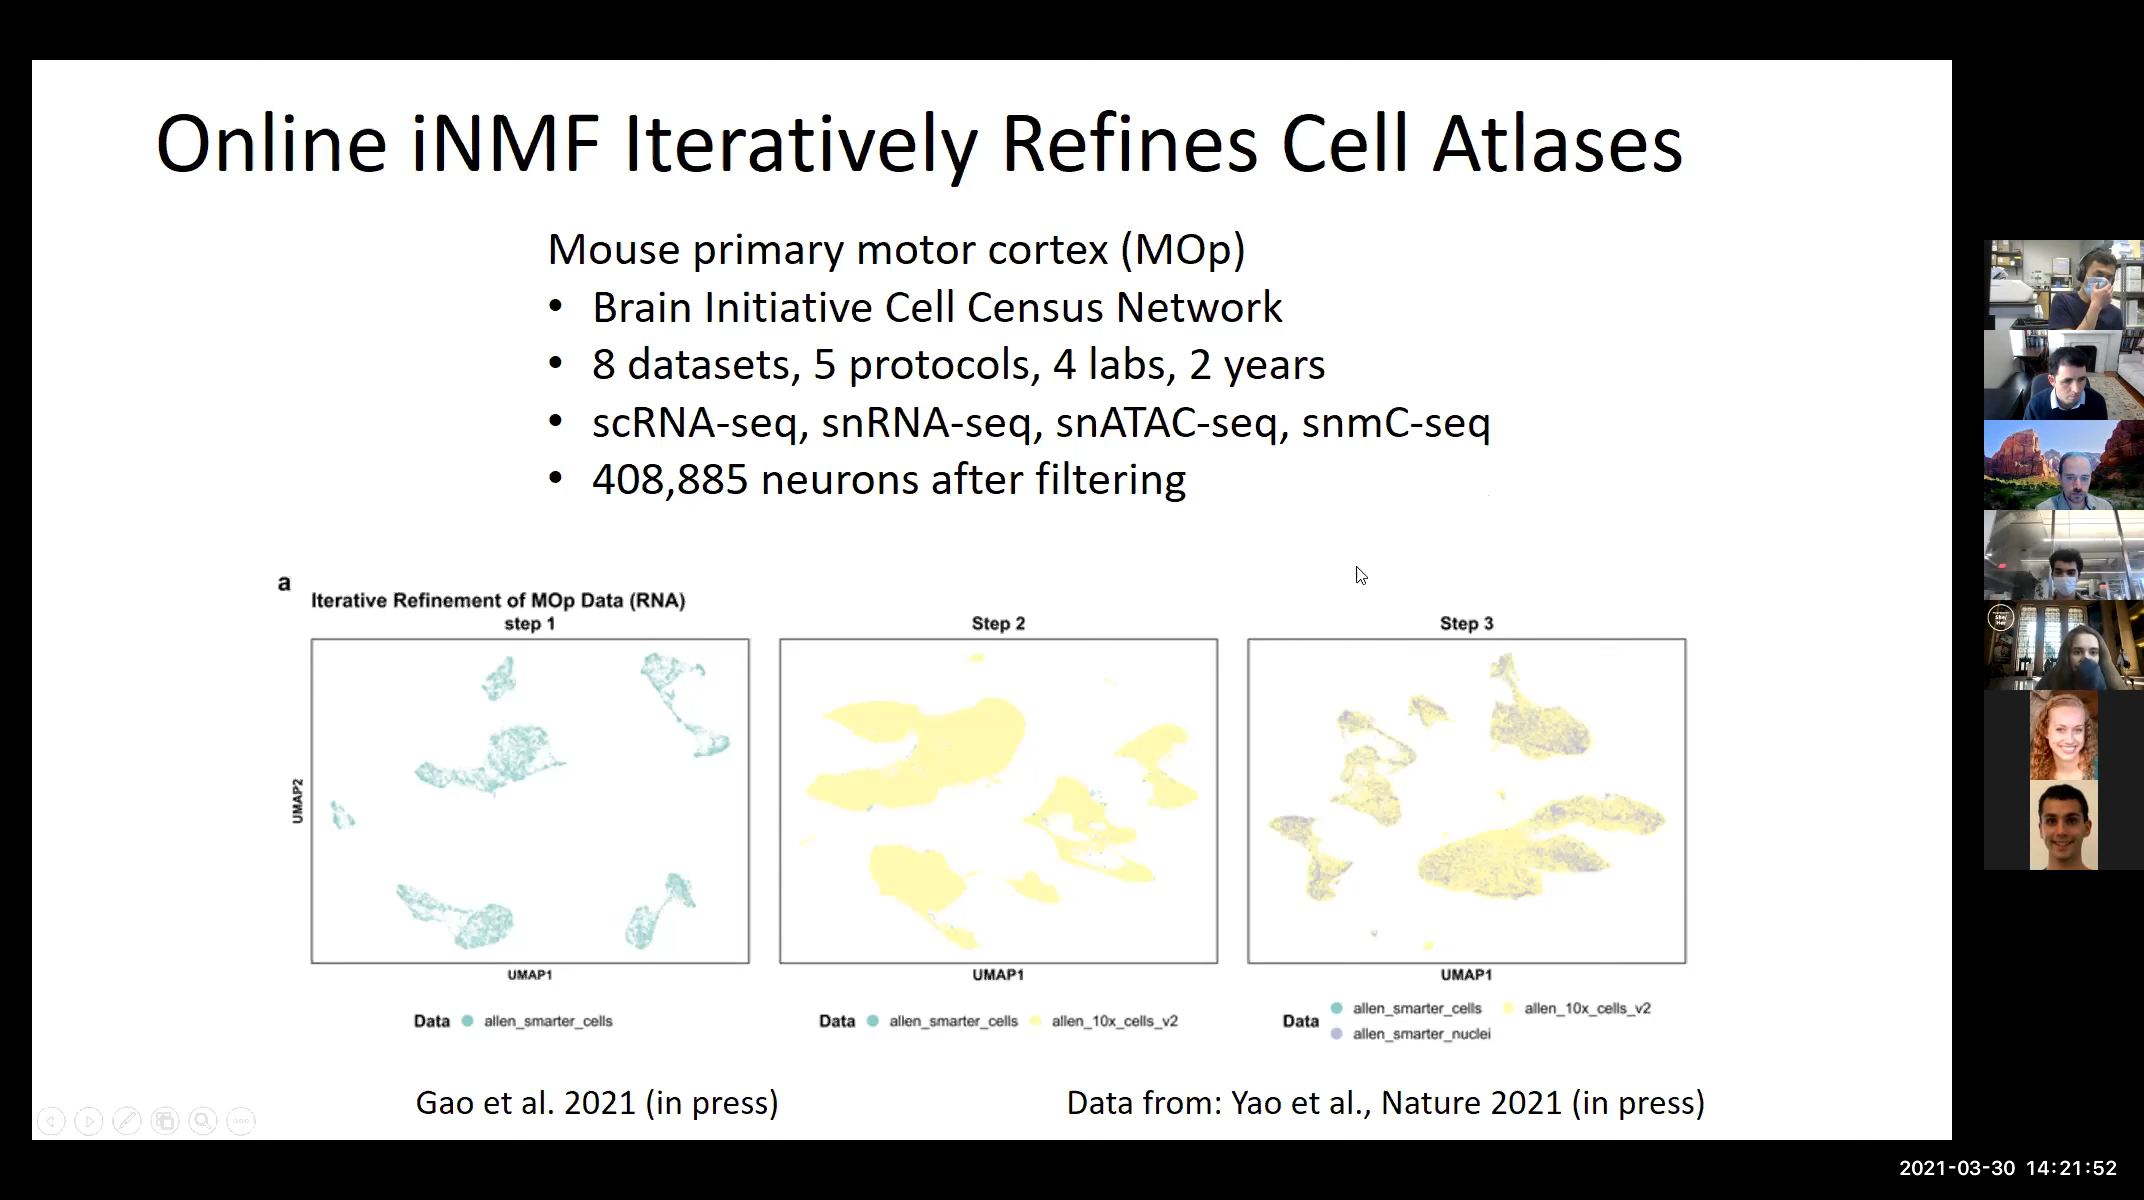 Online iNMF Iteratively Refines Cell Atlases
Mouse primary motor cortex (MOp)
• Brain Initiative Cell Census Network
• 8 datasets, 5 protocols, 4 labs, 2 years
• scRNA-seq, snRNA-seq, snATAC-seq, snmC-seq
• 408,885 neurons after filtering
a
Iterative Refinement of MOp Data (RNA)
step 1
Step 2
Step 3
UMAP2
UMAP1
UMAP1
UMAP1
Data allen_smarter_cells
Data allen_smarter_cells allen_10x_cells_v2
Data allen_smarter_cells allen_10x_cells_v2
allen_smarter_nuclei
Gao et al. 2021 (in press)
Data from: Yao et al., Nature 2021 (in press)
2021-03-30 14:21:52